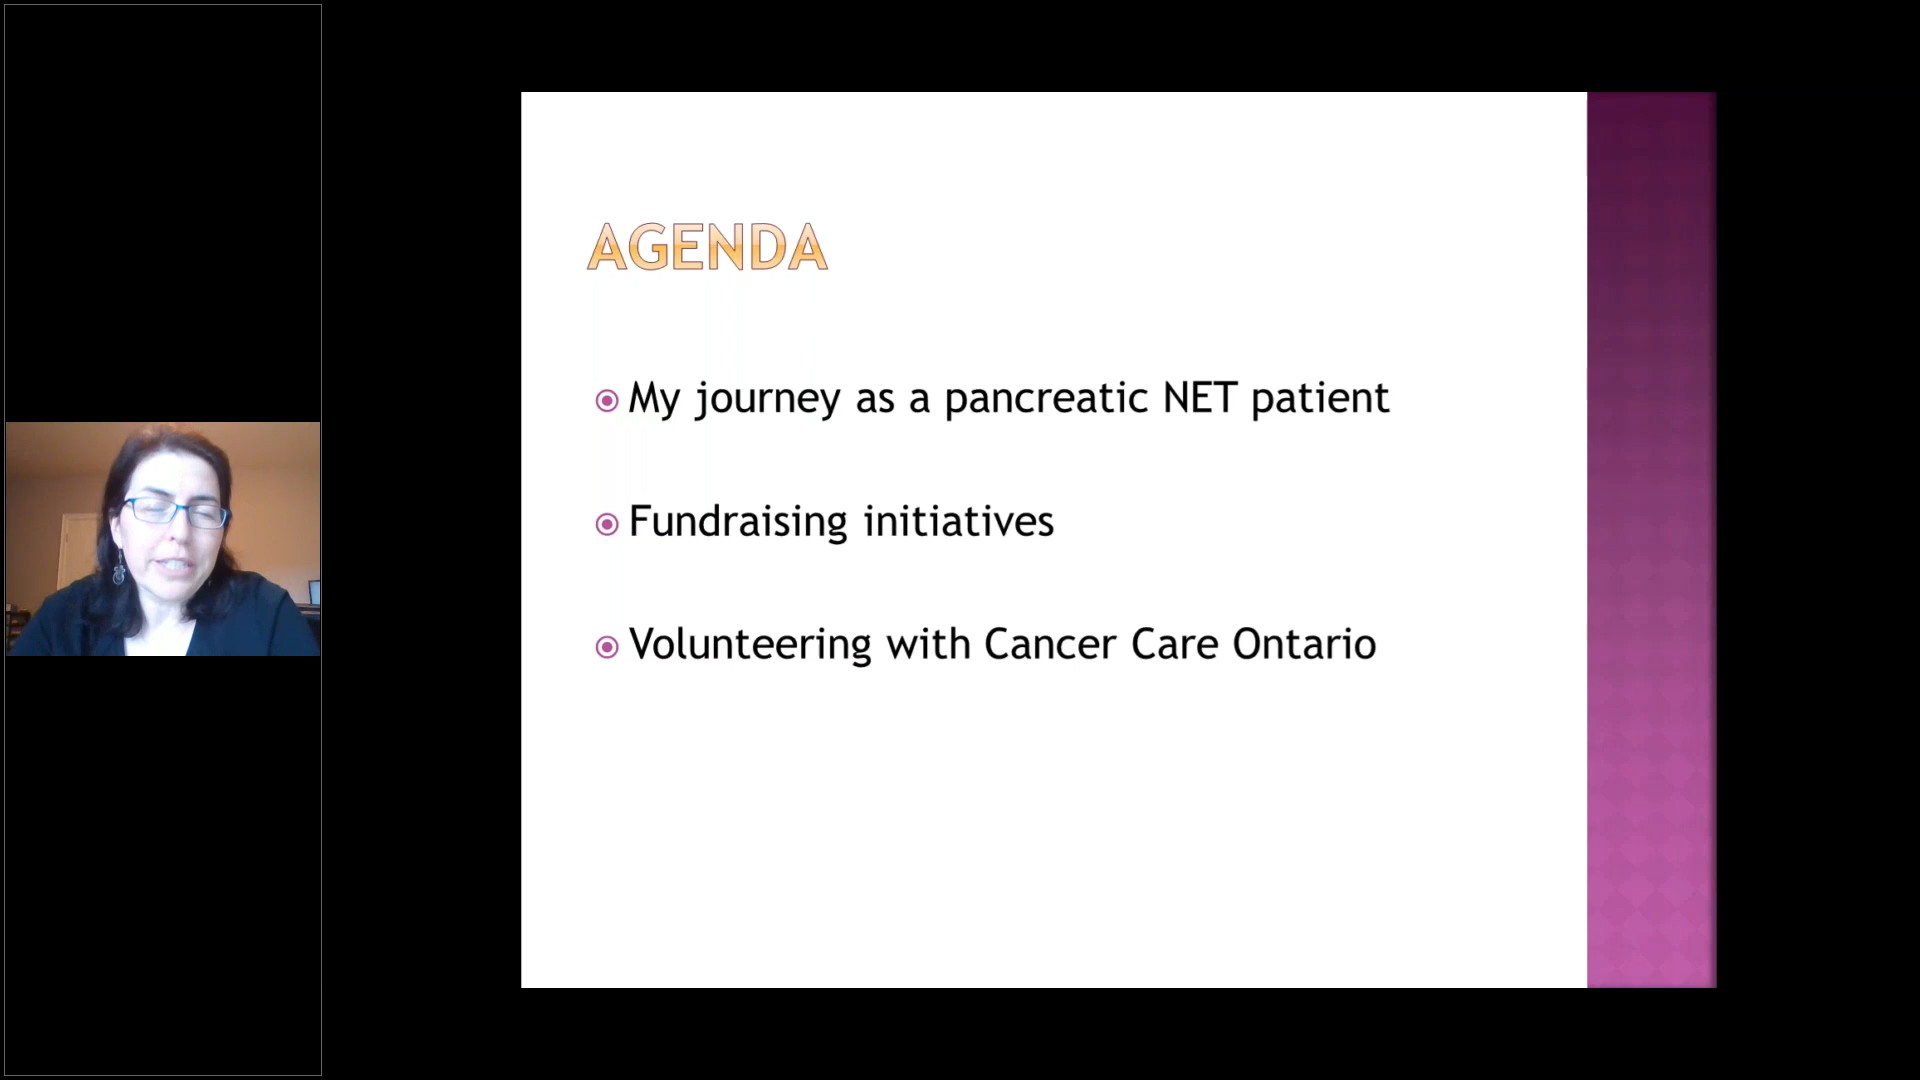 AGENDA
My journey as a pancreatic NET patient
Fundraising initiatives
Volunteering with Cancer Care Ontario